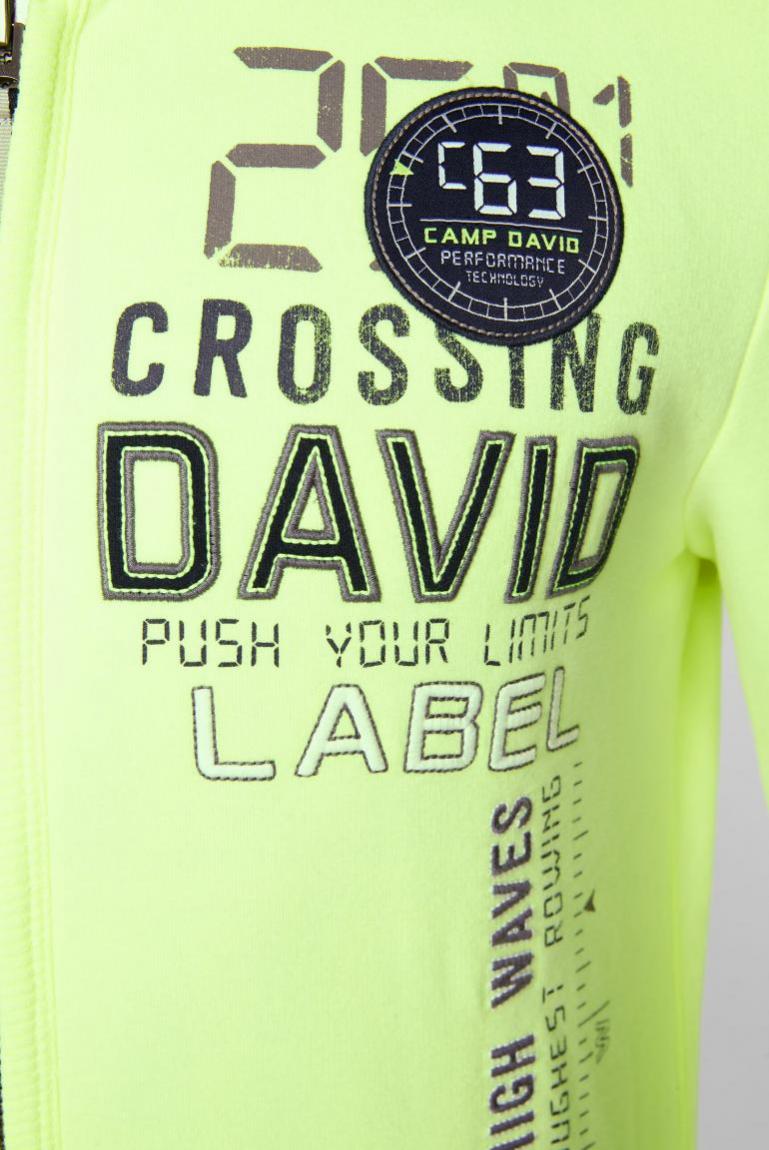 C63
CAMP DAVID
PERFORMANCE
TECHNOLOGY
CROSSING
DAVID
PUSH YOUR LIMITS
LABEL
HIGH WAVES
ROWING